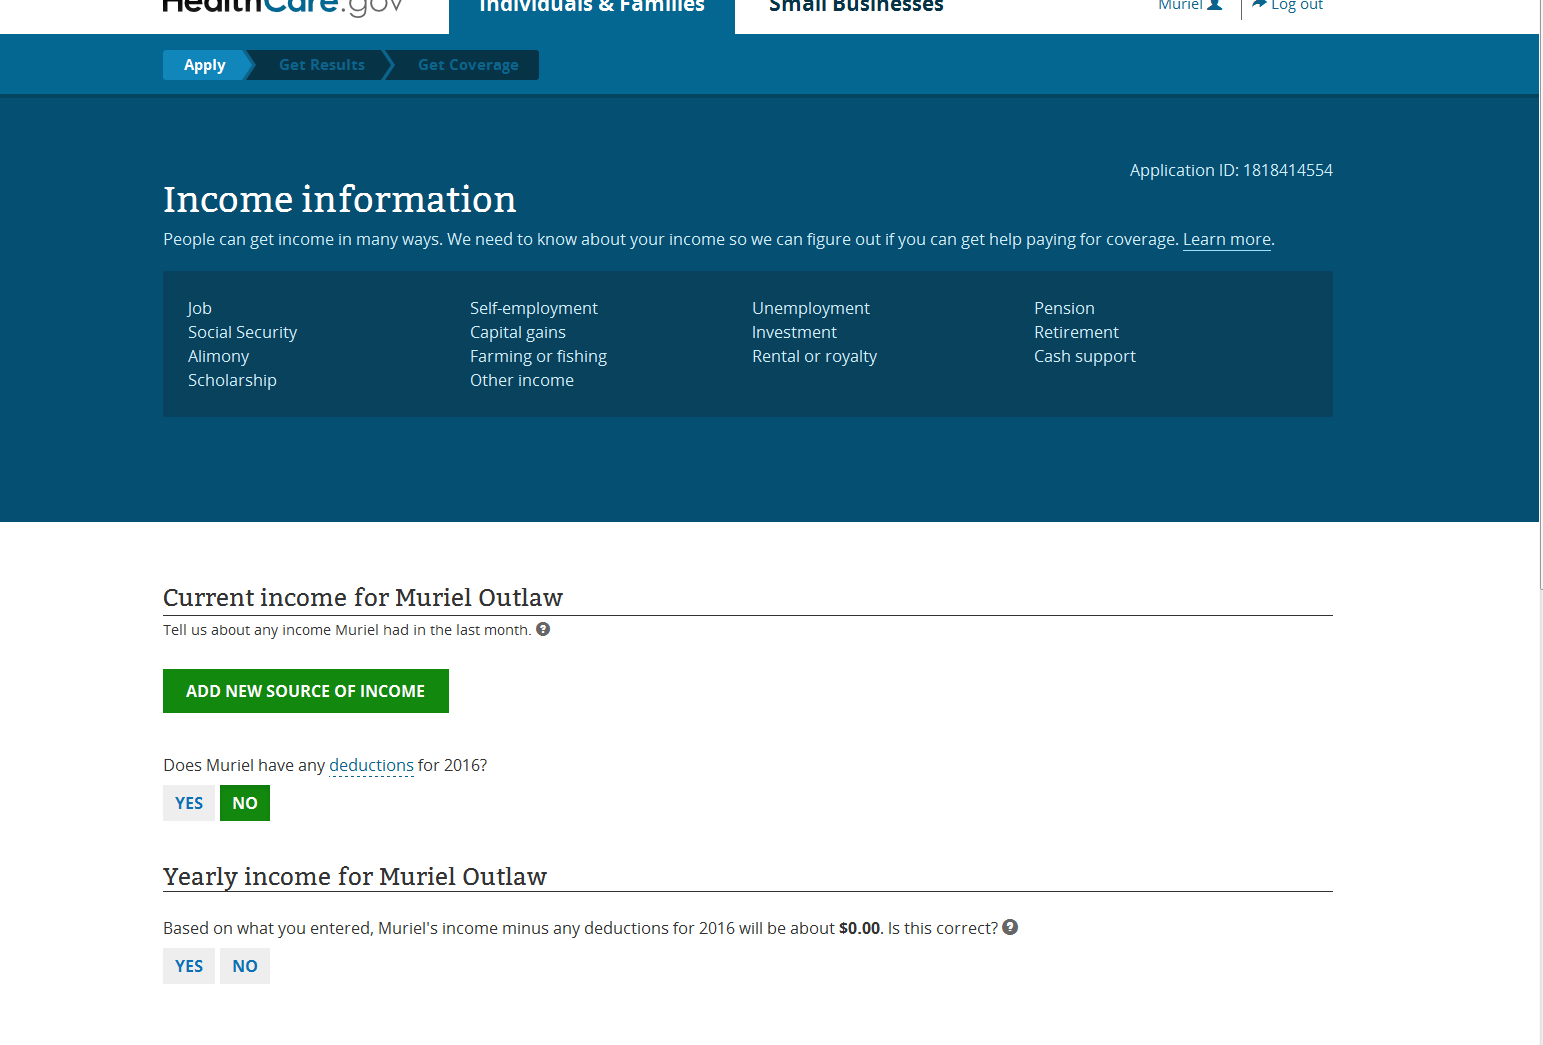 HealthCare.gov
Individuals & Families
Small Businesses
Muriel
Log out
Apply
Get Results
Get Coverage
Application ID: 1818414554
Income information
People can get income in many ways. We need to know about your income so we can figure out if you can get help paying for coverage. Learn more.
Job
Self-employment
Unemployment
Pension
Social Security
Capital gains
Investment
Retirement
Alimony
Farming or fishing
Rental or royalty
Cash support
Scholarship
Other income
Current income for Muriel Outlaw
Tell us about any income Muriel had in the last month. ?
ADD NEW SOURCE OF INCOME
Does Muriel have any deductions for 2016?
YES
NO
Yearly income for Muriel Outlaw
Based on what you entered, Muriel's income minus any deductions for 2016 will be about $0.00. Is this correct? ?
YES
NO